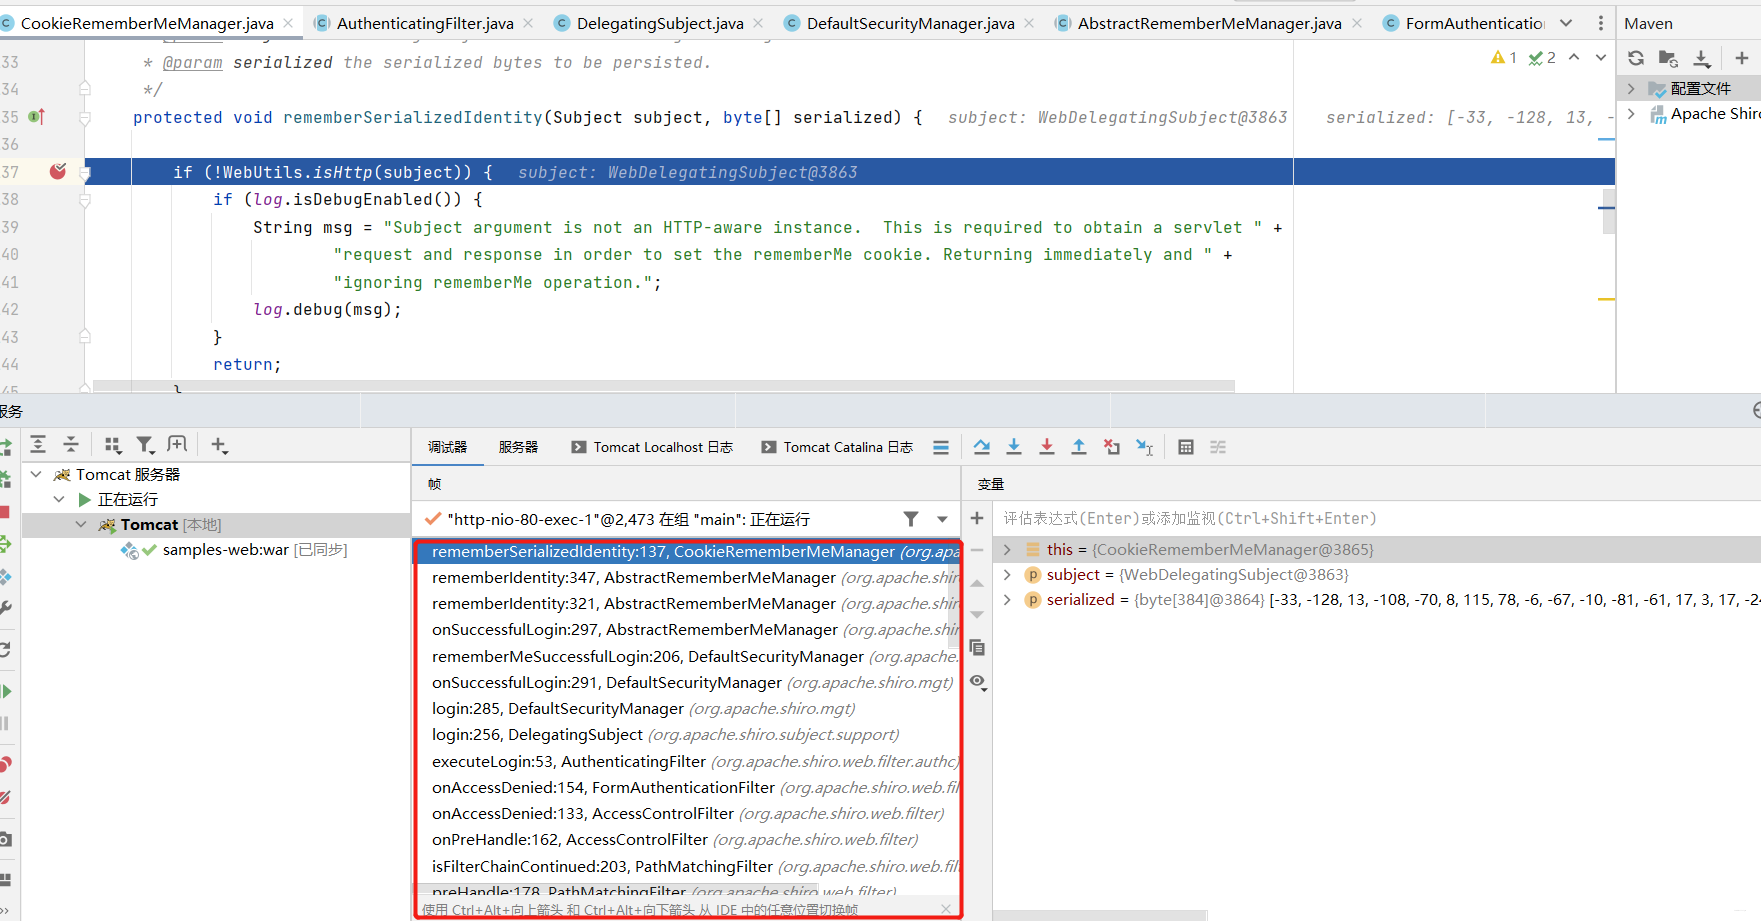 CookieRememberMeManager.java
AuthenticatingFilter.java
DelegatingSubject.java
DefaultSecurityManager.java
AbstractRememberMeManager.java
FormAuthenticatio
Maven
33 * @param serialized the serialized bytes to be persisted.
34 */
35 protected void rememberSerializedIdentity(Subject subject, byte[] serialized) { subject: WebDelegatingSubject@3863 serialized: [-33, -128, 13, -
36
37 if (!WebUtils.isHttp(subject)) { subject: WebDelegatingSubject@3863
38 if (log.isDebugEnabled()) {
39 String msg = "Subject argument is not an HTTP-aware instance.  This is required to obtain a servlet " +
40 "request and response in order to set the rememberMe cookie. Returning immediately and " +
41 "ignoring rememberMe operation.";
42 log.debug(msg);
43 }
44 return;
45 }
1 2
配置文件
Apache Shir
服务
Tomcat 服务器
正在运行
Tomcat [本地]
samples-web:war [已同步]
调试器 服务器 Tomcat Localhost 日志 Tomcat Catalina 日志
帧
"http-nio-80-exec-1"@2,473 在组 "main": 正在运行
rememberSerializedIdentity:137, CookieRememberMeManager (org.apa
rememberIdentity:347, AbstractRememberMeManager (org.apache.shir
rememberIdentity:321, AbstractRememberMeManager (org.apache.shir
onSuccessfulLogin:297, AbstractRememberMeManager (org.apache.shir
rememberMeSuccessfulLogin:206, DefaultSecurityManager (org.apache.
onSuccessfulLogin:291, DefaultSecurityManager (org.apache.shiro.mgt)
login:285, DefaultSecurityManager (org.apache.shiro.mgt)
login:256, DelegatingSubject (org.apache.shiro.subject.support)
executeLogin:53, AuthenticatingFilter (org.apache.shiro.web.filter.authc)
onAccessDenied:154, FormAuthenticationFilter (org.apache.shiro.web.fil
onAccessDenied:133, AccessControlFilter (org.apache.shiro.web.filter)
onPreHandle:162, AccessControlFilter (org.apache.shiro.web.filter)
isFilterChainContinued:203, PathMatchingFilter (org.apache.shiro.web.fil
preHandle:178, PathMatchingFilter (org.apache.shiro.web.filter)
使用 Ctrl+Alt+向上箭头 和 Ctrl+Alt+向下箭头 从 IDE 中的任意位置切换帧
变量
评估表达式(Enter)或添加监视(Ctrl+Shift+Enter)
this = {CookieRememberMeManager@3865}
subject = {WebDelegatingSubject@3863}
serialized = {byte[384]@3864} [-33, -128, 13, -108, -70, 8, 115, 78, -6, -67, -10, -81, -61, 17, 3, 17, -2